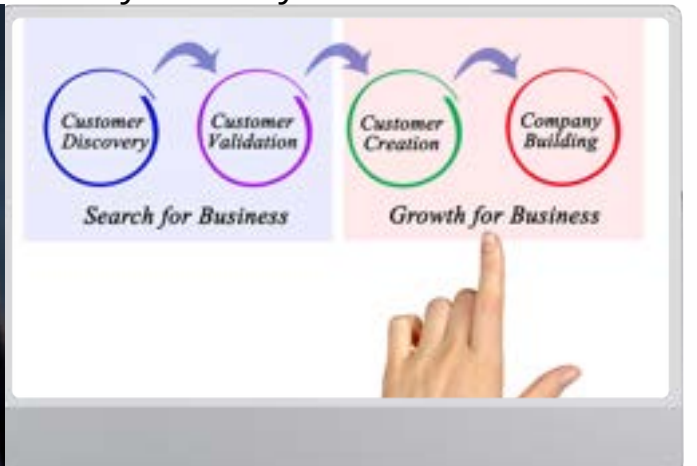 Customer
Discovery
Customer
Validation
Customer
Creation
Company
Building
Search for Business
Growth for Business